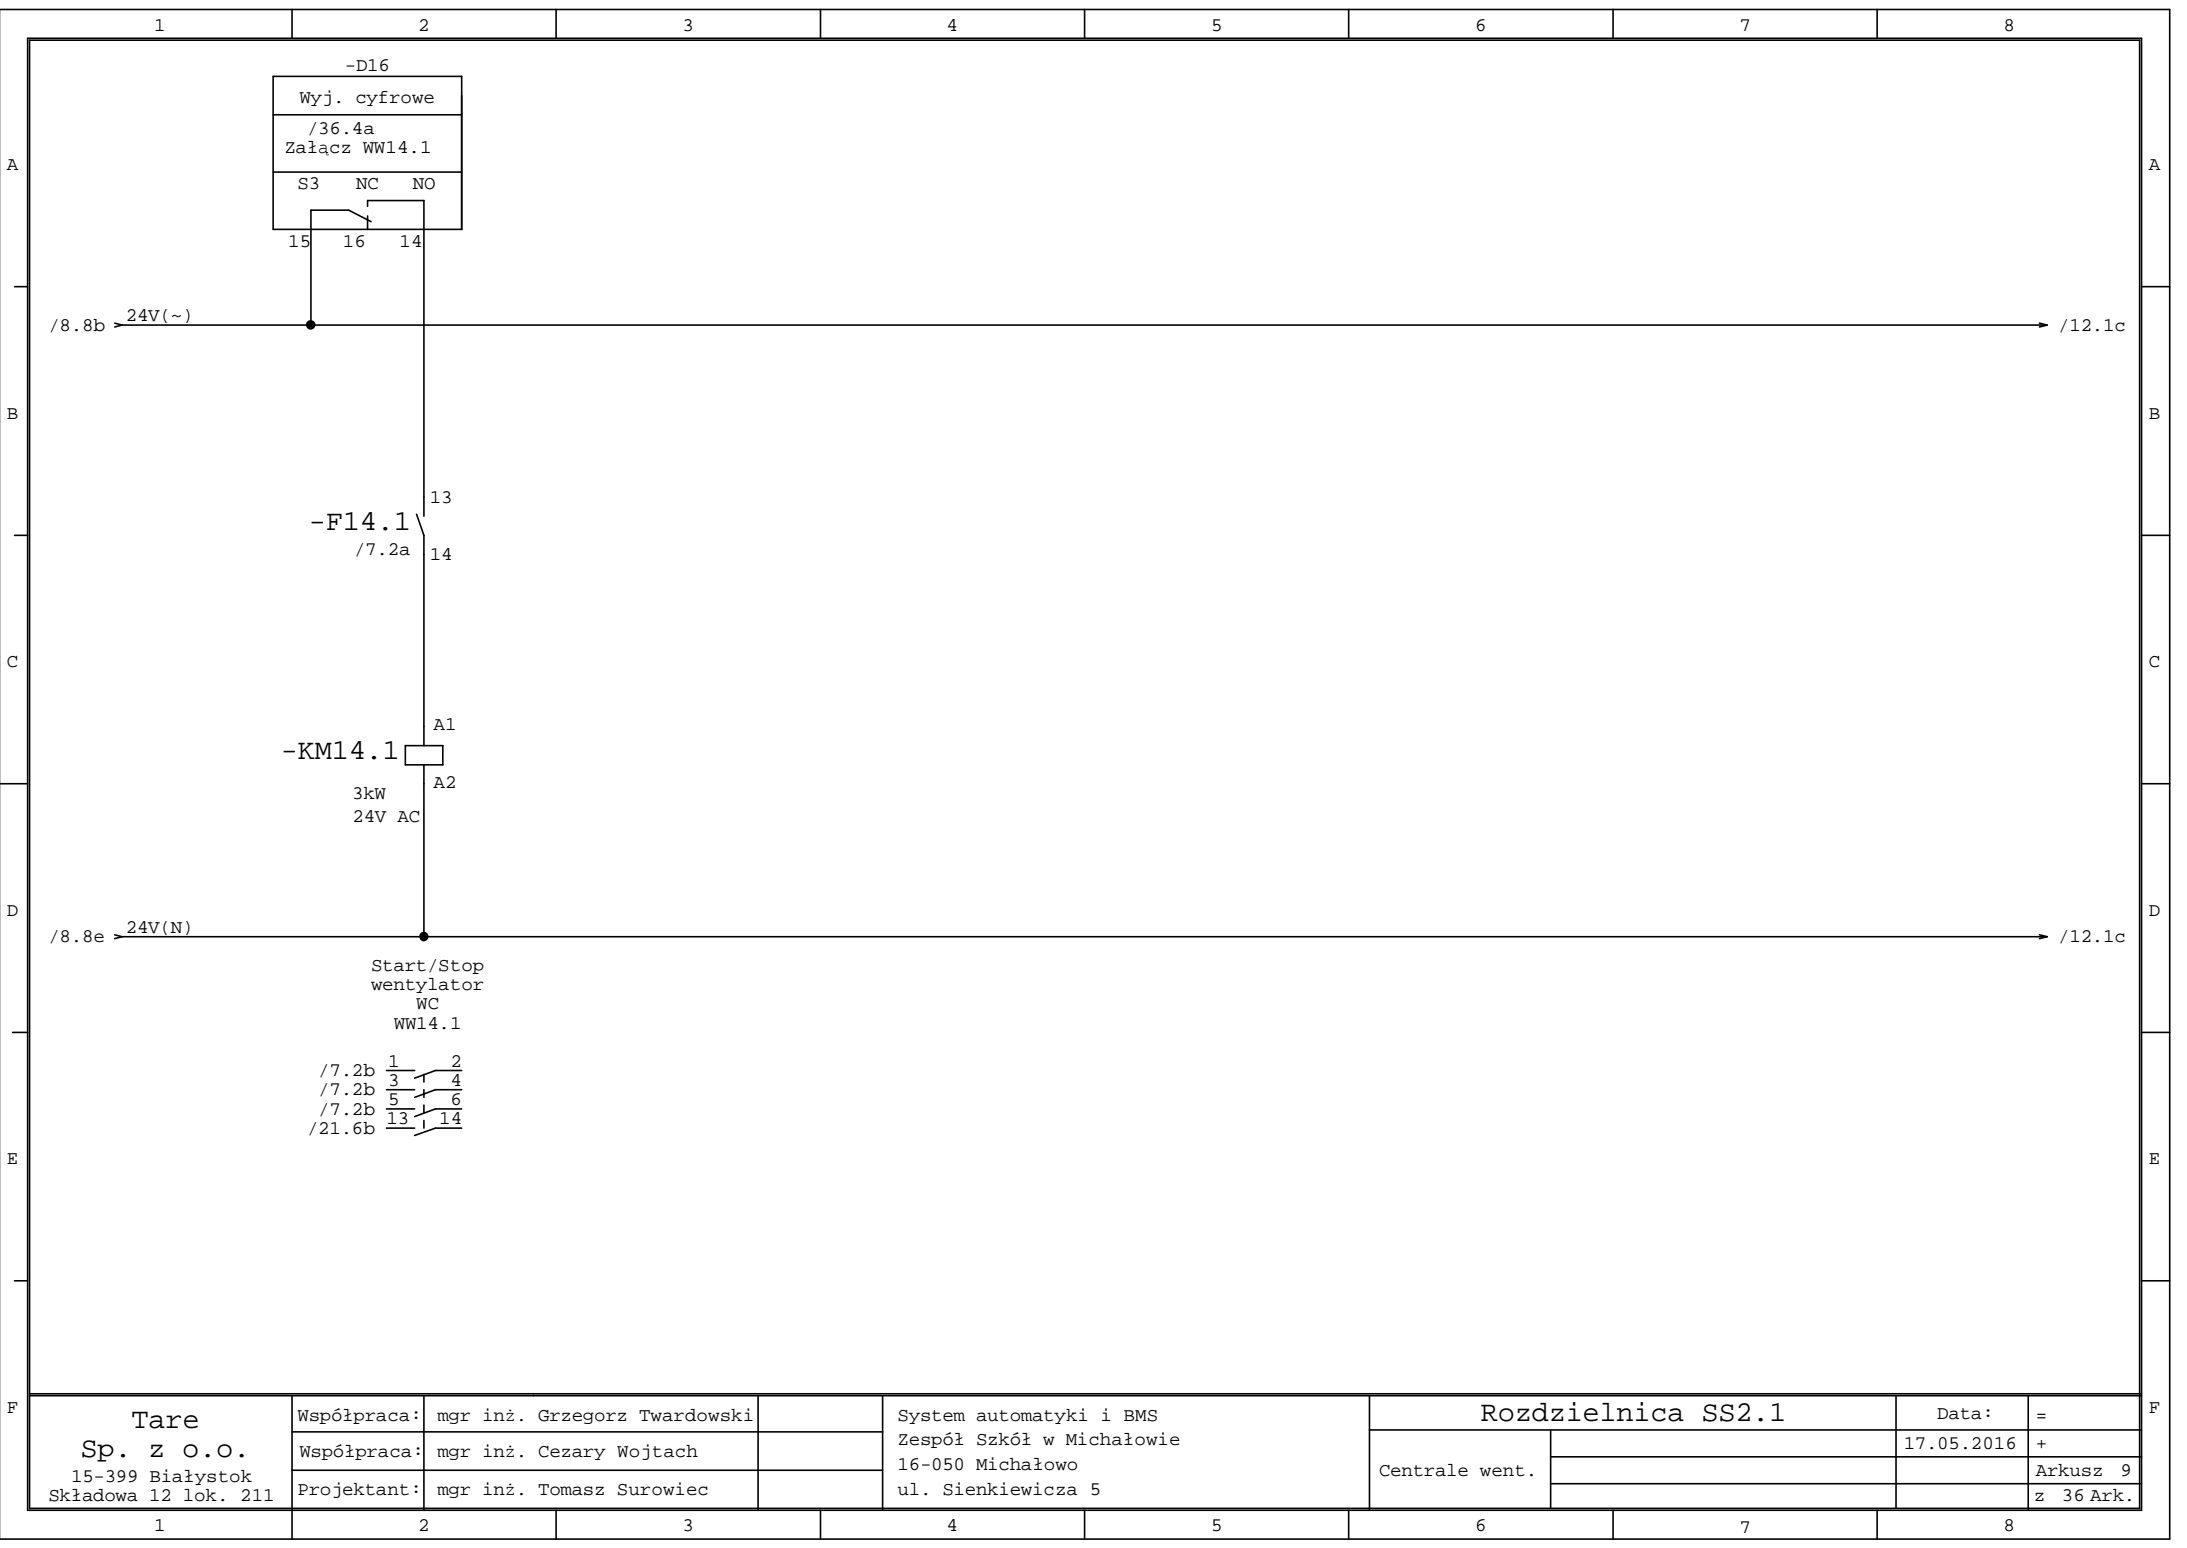 1 2 3 4 5 6 7 8
-D16
Wyj. cyfrowe
/36.4a
Załącz WW14.1
A A
S3 NC NO
15 16 14
/8.8b 24V(~) /12.1c
B B
13
-F14.1
/7.2a 14
C C
A1
-KM14.1
A2
3kW
24V AC
D D
/8.8e 24V(N) /12.1c
Start/Stop
wentylator
WC
WW14.1
/7.2b 1 2
/7.2b 3 4
/7.2b 5 6
/21.6b 13 14
E E
F F
Tare
Sp. z o.o.
15-399 Białystok
Składowa 12 lok. 211
Współpraca: mgr inż. Grzegorz Twardowski
Współpraca: mgr inż. Cezary Wojtach
Projektant: mgr inż. Tomasz Surowiec
System automatyki i BMS
Zespół Szkół w Michałowie
16-050 Michałowo
ul. Sienkiewicza 5
Rozdzielnica SS2.1
Centrale went.
Data:
17.05.2016
=
+
Arkusz 9
z 36 Ark.
1 2 3 4 5 6 7 8